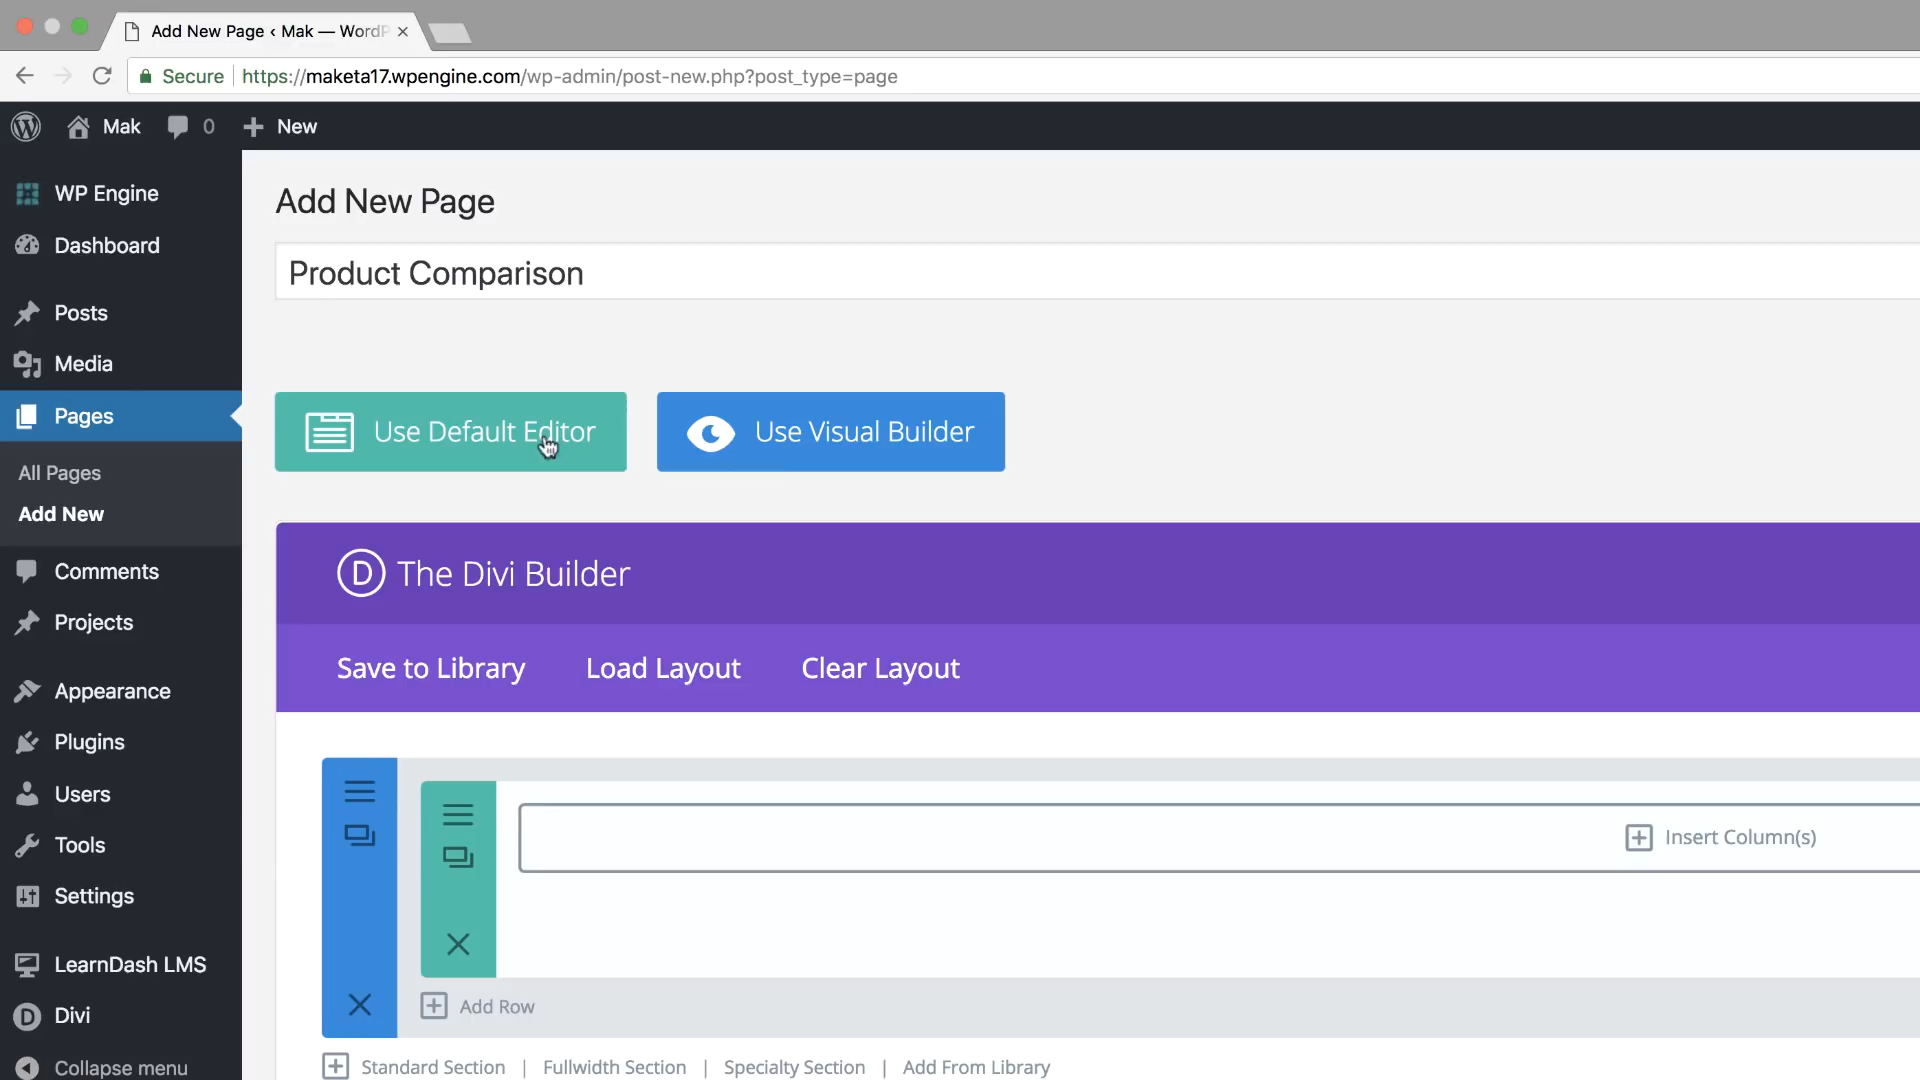 Add New Page ‹ Mak — WordP
Secure https://maketa17.wpengine.com/wp-admin/post-new.php?post_type=page
Mak 0 New
WP Engine
Dashboard
Posts
Media
Pages
All Pages
Add New
Comments
Projects
Appearance
Plugins
Users
Tools
Settings
LearnDash LMS
Divi
Collapse menu
Add New Page
Product Comparison
Use Default Editor Use Visual Builder
D The Divi Builder
Save to Library Load Layout Clear Layout
Insert Column(s)
Add Row
Standard Section | Fullwidth Section | Specialty Section | Add From Library